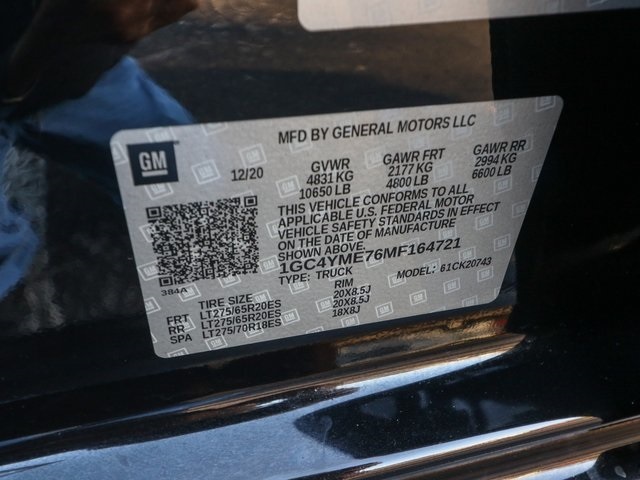 MFD BY GENERAL MOTORS LLC
GM
12/20
GVWR GAWR FRT GAWR RR
4831 KG 2177 KG 2994 KG
10650 LB 4800 LB 6600 LB
THIS VEHICLE CONFORMS TO ALL
APPLICABLE U.S. FEDERAL MOTOR
VEHICLE SAFETY STANDARDS IN EFFECT
ON THE DATE OF MANUFACTURE
SHOWN ABOVE.
1GC4YME76MF164721
TYPE: TRUCK MODEL: 61CK20743
384A
TIRE SIZE RIM
FRT LT275/65R20ES 20X8.5J
RR LT275/65R20ES 20X8.5J
SPA LT275/70R18ES 18X8J